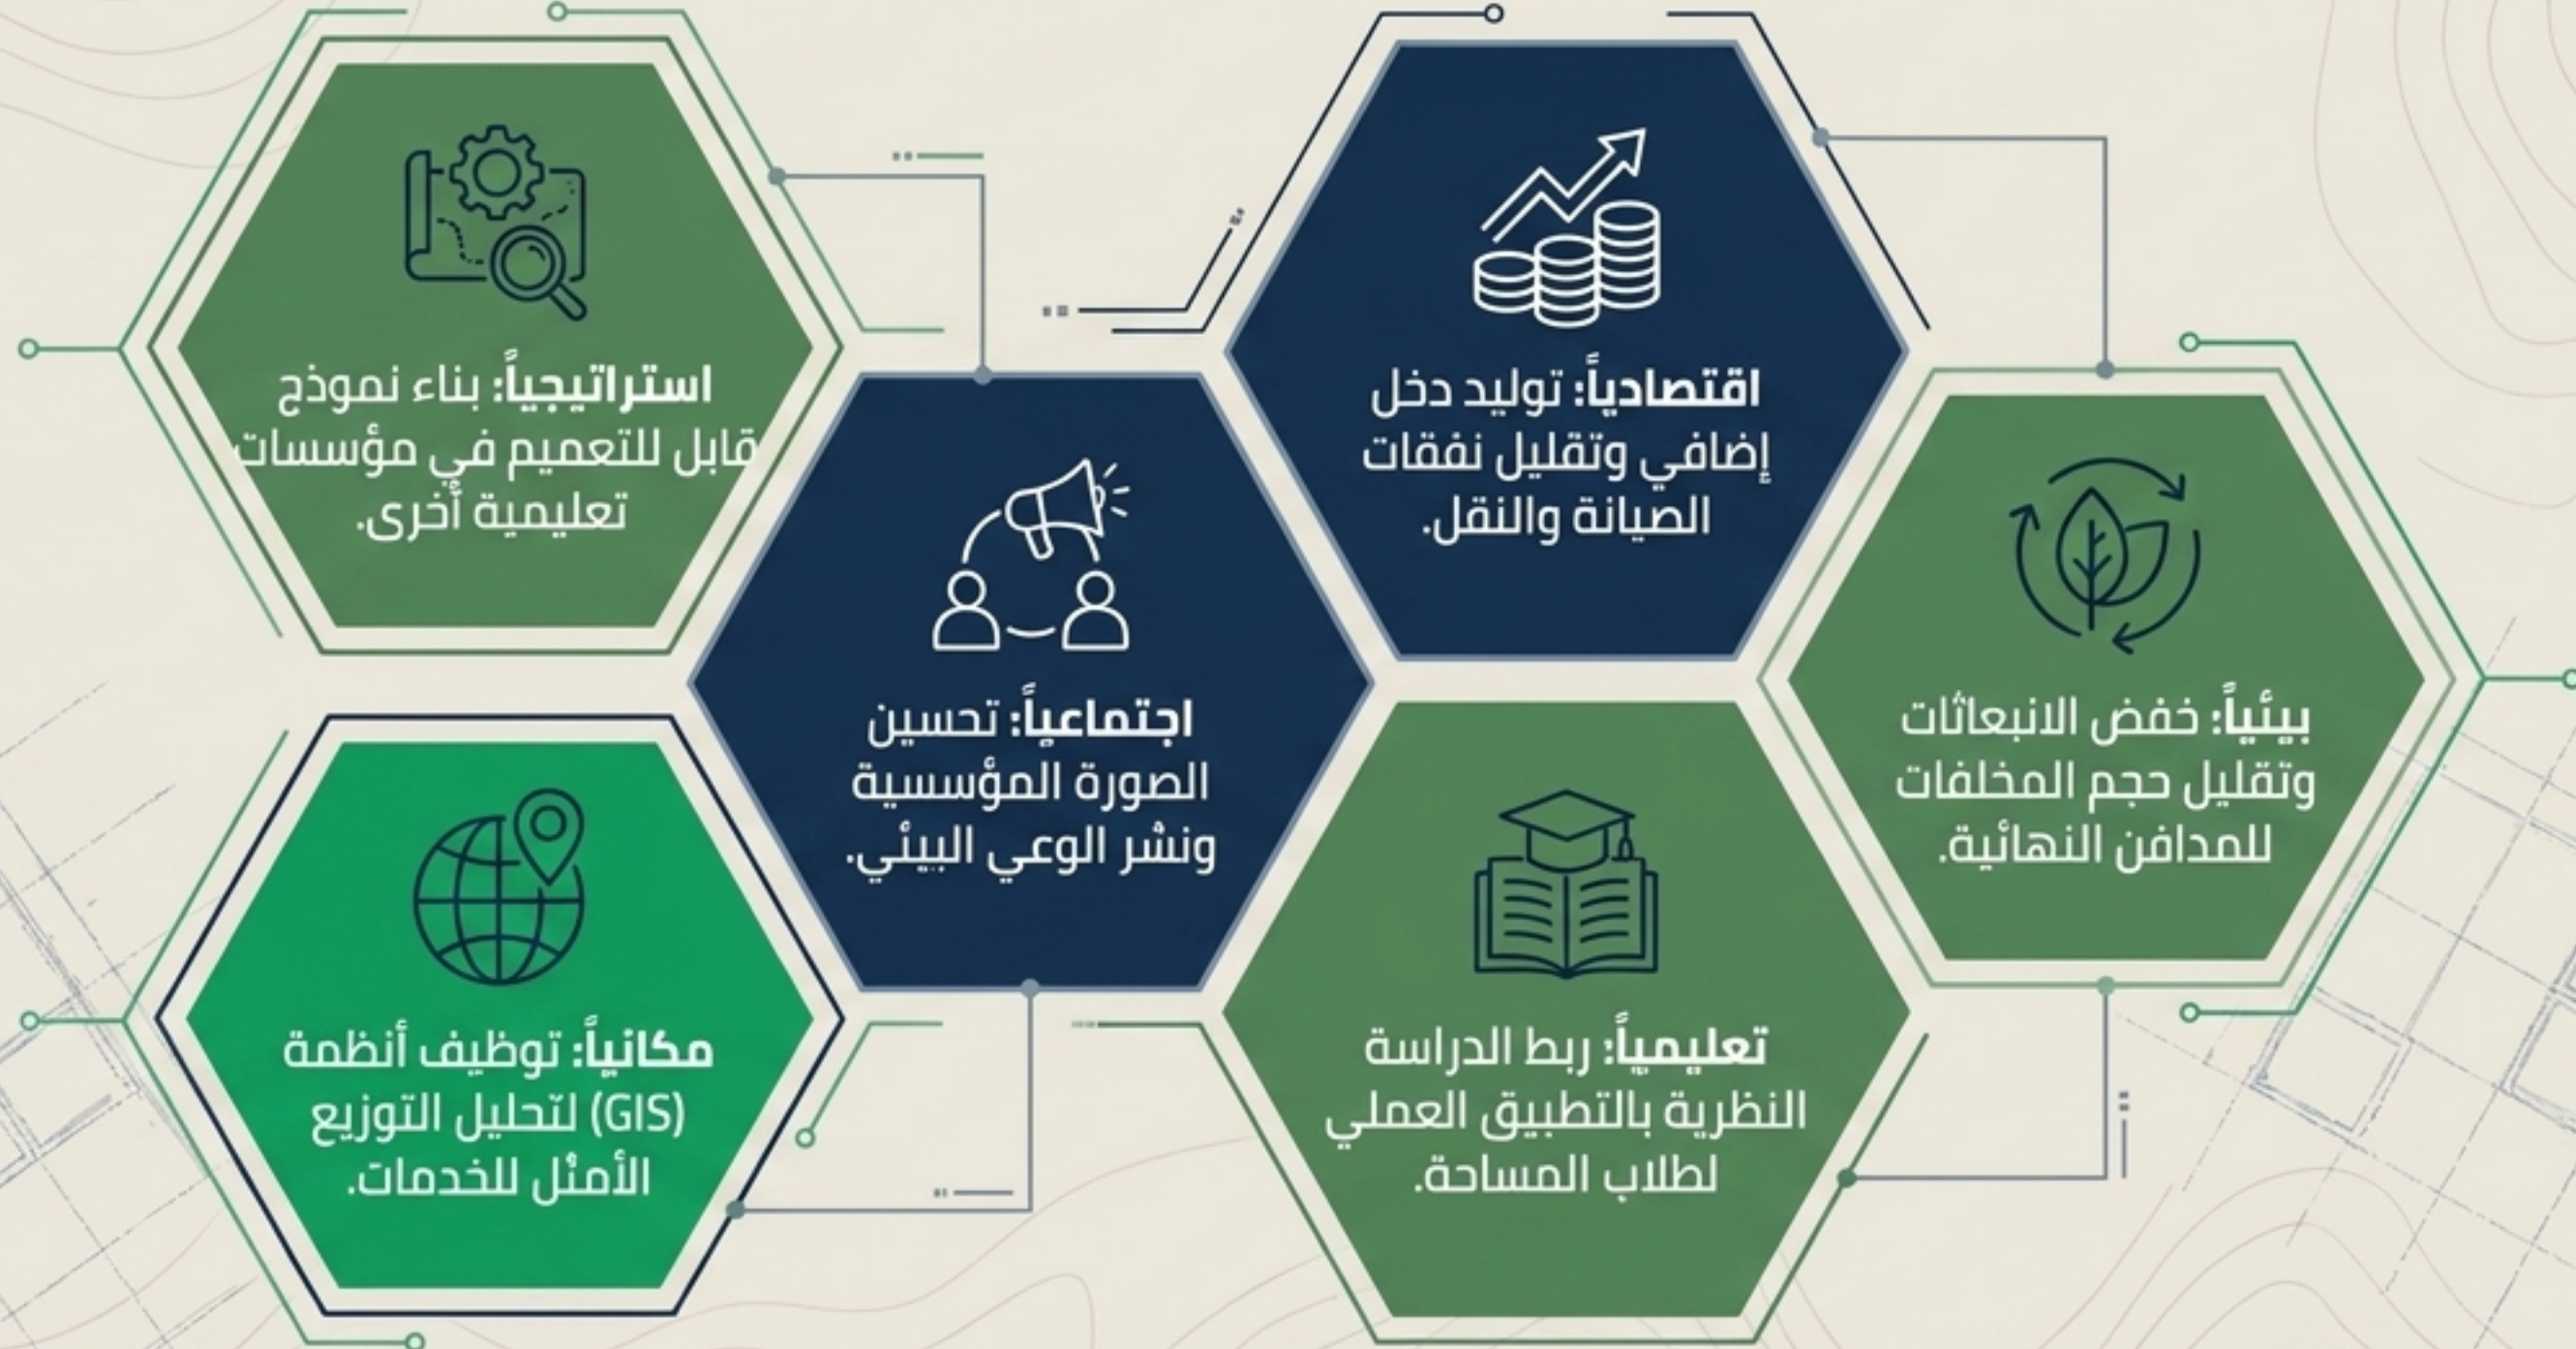 اقتصادياً: توليد دخل
إضافي وتقليل نفقات
الصيانة والنقل.
استراتيجياً: بناء نموذج
قابل للتعميم في مؤسسات
تعليمية أخرى.
بيئياً: خفض الانبعاثات
وتقليل حجم المخلفات
للمدافن النهائية.
اجتماعياً: تحسين
الصورة المؤسسية
ونشر الوعي البيئي.
تعليمياً: ربط الدراسة
النظرية بالتطبيق العملي
لطلاب المساحة.
مكانياً: توظيف أنظمة
(GIS) لتحليل التوزيع
الأمثل للخدمات.